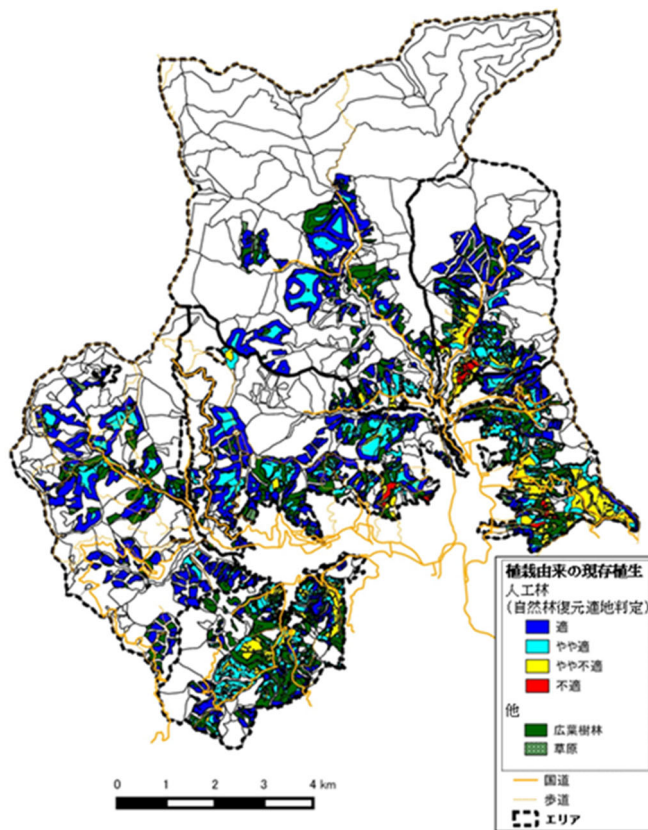 植栽由来の現存植生
人工林
(自然林復元適地判定)
適
やや適
やや不適
不適
他
広葉樹林
草原
国道
歩道
エリア
0 1 2 3 4 km